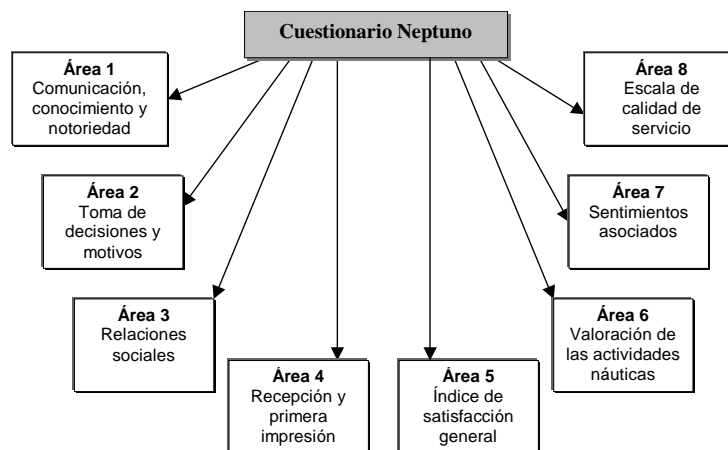 Cuestionario Neptuno
Área 1
Comunicación,
conocimiento y
notoriedad
Área 2
Toma de
decisiones y
motivos
Área 3
Relaciones
sociales
Área 4
Recepción y
primera
impresión
Área 5
Índice de
satisfacción
general
Área 6
Valoración de
las actividades
náuticas
Área 7
Sentimientos
asociados
Área 8
Escala de
calidad de
servicio